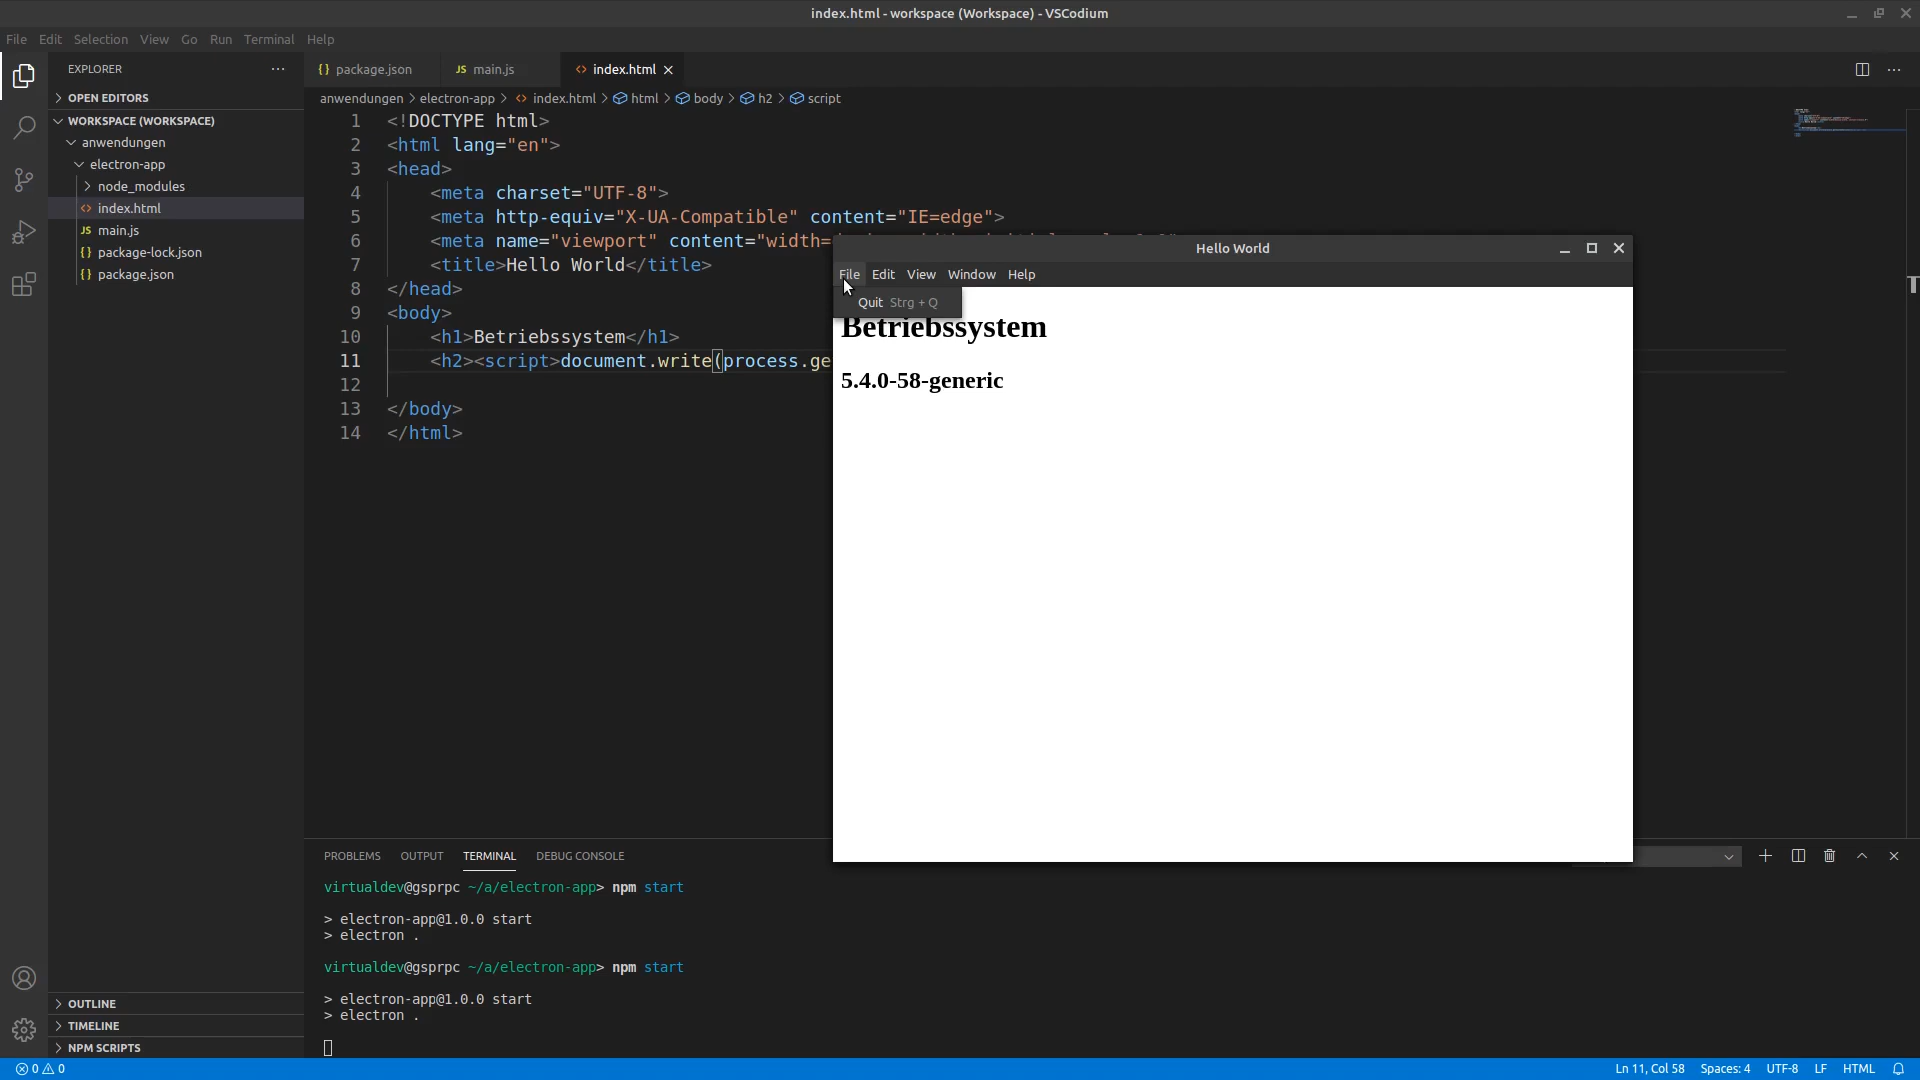 index.html - workspace (Workspace) - VSCodium
File Edit Selection View Go Run Terminal Help
EXPLORER
OPEN EDITORS
WORKSPACE (WORKSPACE)
anwendungen
electron-app
node_modules
index.html
JS main.js
{} package-lock.json
{} package.json
OUTLINE
TIMELINE
NPM SCRIPTS
{} package.json JS main.js <> index.html
anwendungen > electron-app > <> index.html > html > body > h2 > script
1 <!DOCTYPE html>
2 <html lang="en">
3 <head>
4 <meta charset="UTF-8">
5 <meta http-equiv="X-UA-Compatible" content="IE=edge">
6 <meta name="viewport" content="width=
7 <title>Hello World</title>
8 </head>
9 <body>
10 <h1>Betriebssystem</h1>
11 <h2><script>document.write(process.ge
12
13 </body>
14 </html>
Hello World
File Edit View Window Help
Quit Strg + Q
Betriebssystem
5.4.0-58-generic
PROBLEMS OUTPUT TERMINAL DEBUG CONSOLE
virtualdev@gsprpc ~/a/electron-app> npm start
> electron-app@1.0.0 start
> electron .
virtualdev@gsprpc ~/a/electron-app> npm start
> electron-app@1.0.0 start
> electron .
0 0 Ln 11, Col 58 Spaces: 4 UTF-8 LF HTML